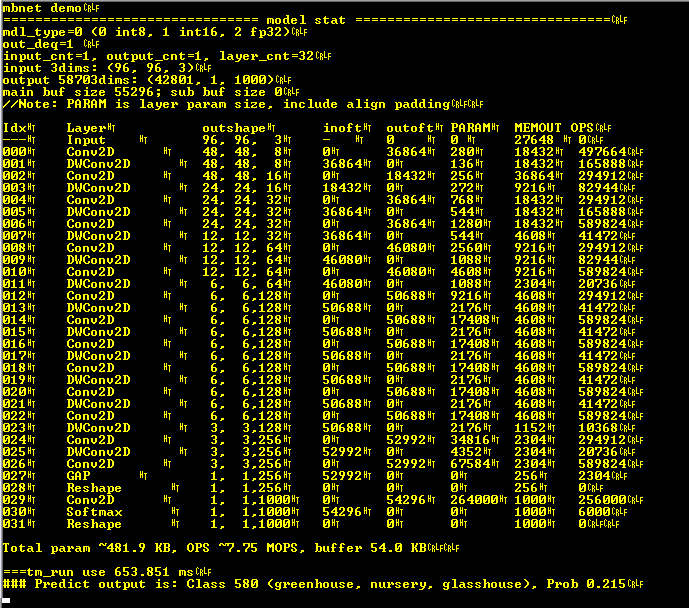 mbnet demo
================================ model stat ================================
mdl_type=0 (0 int8, 1 int16, 2 fp32)
out_deq=1
input_cnt=1, output_cnt=1, layer_cnt=32
input 3dims: (96, 96, 3)
output 58703dims: (42801, 1, 1000)
main buf size 55296; sub buf size 0
//Note: PARAM is layer param size, include align padding
Idx Layer outshape inoft outoft PARAM MEMOUT OPS
--- Input 96, 96, 3 - 0 0 27648 0
000 Conv2D 48, 48, 8 0 36864 280 18432 497664
001 DWConv2D 48, 48, 8 36864 0 136 18432 165888
002 Conv2D 48, 48, 16 0 18432 256 36864 294912
003 DWConv2D 24, 24, 16 18432 0 272 9216 82944
004 Conv2D 24, 24, 32 0 36864 768 18432 294912
005 DWConv2D 24, 24, 32 36864 0 544 18432 165888
006 Conv2D 24, 24, 32 0 36864 1280 18432 589824
007 DWConv2D 12, 12, 32 36864 0 544 4608 41472
008 Conv2D 12, 12, 64 0 46080 2560 9216 294912
009 DWConv2D 12, 12, 64 46080 0 1088 9216 82944
010 Conv2D 12, 12, 64 0 46080 4608 9216 589824
011 DWConv2D 6, 6, 64 46080 0 1088 2304 20736
012 Conv2D 6, 6,128 0 50688 9216 4608 294912
013 DWConv2D 6, 6,128 50688 0 2176 4608 41472
014 Conv2D 6, 6,128 0 50688 17408 4608 589824
015 DWConv2D 6, 6,128 50688 0 2176 4608 41472
016 Conv2D 6, 6,128 0 50688 17408 4608 589824
017 DWConv2D 6, 6,128 50688 0 2176 4608 41472
018 Conv2D 6, 6,128 0 50688 17408 4608 589824
019 DWConv2D 6, 6,128 50688 0 2176 4608 41472
020 Conv2D 6, 6,128 0 50688 17408 4608 589824
021 DWConv2D 6, 6,128 50688 0 2176 4608 41472
022 Conv2D 6, 6,128 0 50688 17408 4608 589824
023 DWConv2D 3, 3,128 50688 0 2176 1152 10368
024 Conv2D 3, 3,256 0 52992 34816 2304 294912
025 DWConv2D 3, 3,256 52992 0 4352 2304 20736
026 Conv2D 3, 3,256 0 52992 67584 2304 589824
027 GAP 1, 1,256 52992 0 0 256 2304
028 Reshape 1, 1,256 0 0 0 256 0
029 Conv2D 1, 1,1000 0 54296 264000 1000 256000
030 Softmax 1, 1,1000 54296 0 0 1000 6000
031 Reshape 1, 1,1000 0 0 0 1000 0
Total param ~481.9 KB, OPS ~7.75 MOPS, buffer 54.0 KB
===tm_run use 653.851 ms
### Predict output is: Class 580 (greenhouse, nursery, glasshouse), Prob 0.215